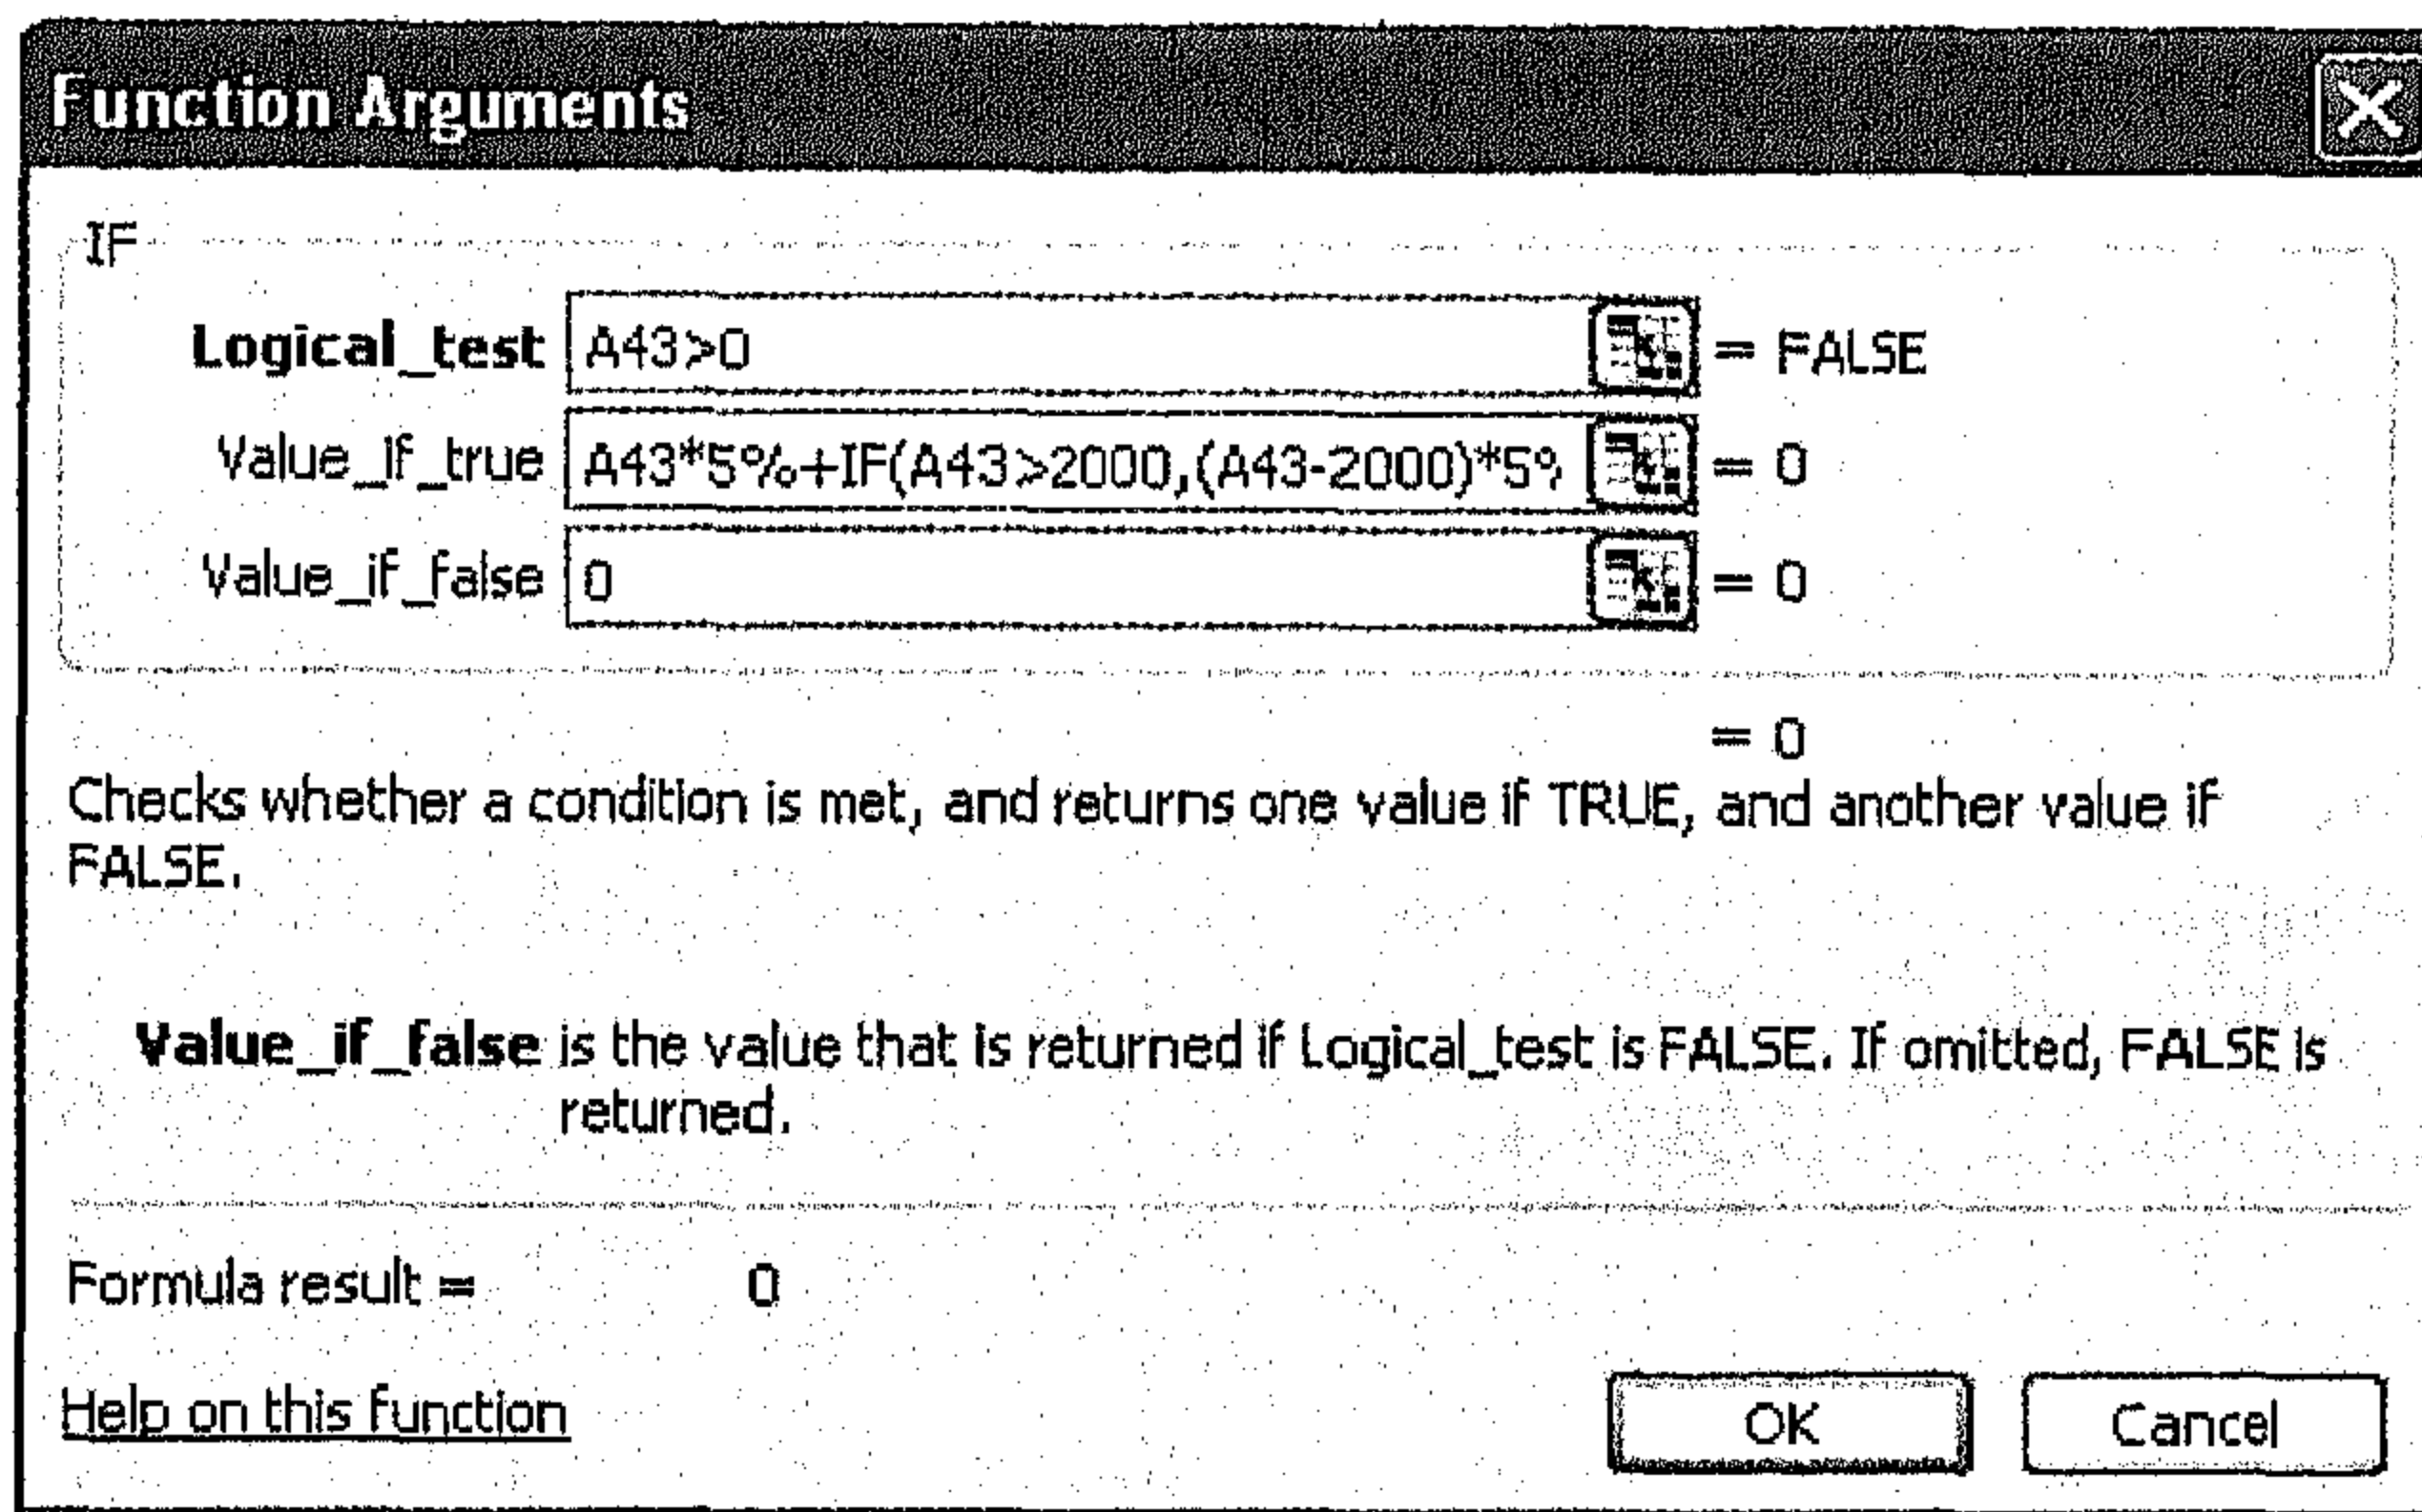 Function Arguments
IF
Logical_test A43>0 = FALSE
Value_if_true A43*5%+IF(A43>2000,(A43-2000)*5% = 0
Value_if_false 0 = 0
= 0
Checks whether a condition is met, and returns one value if TRUE, and another value if
FALSE.
Value_if_false is the value that is returned if Logical_test is FALSE. If omitted, FALSE is
returned.
Formula result = 0
Help on this function OK Cancel